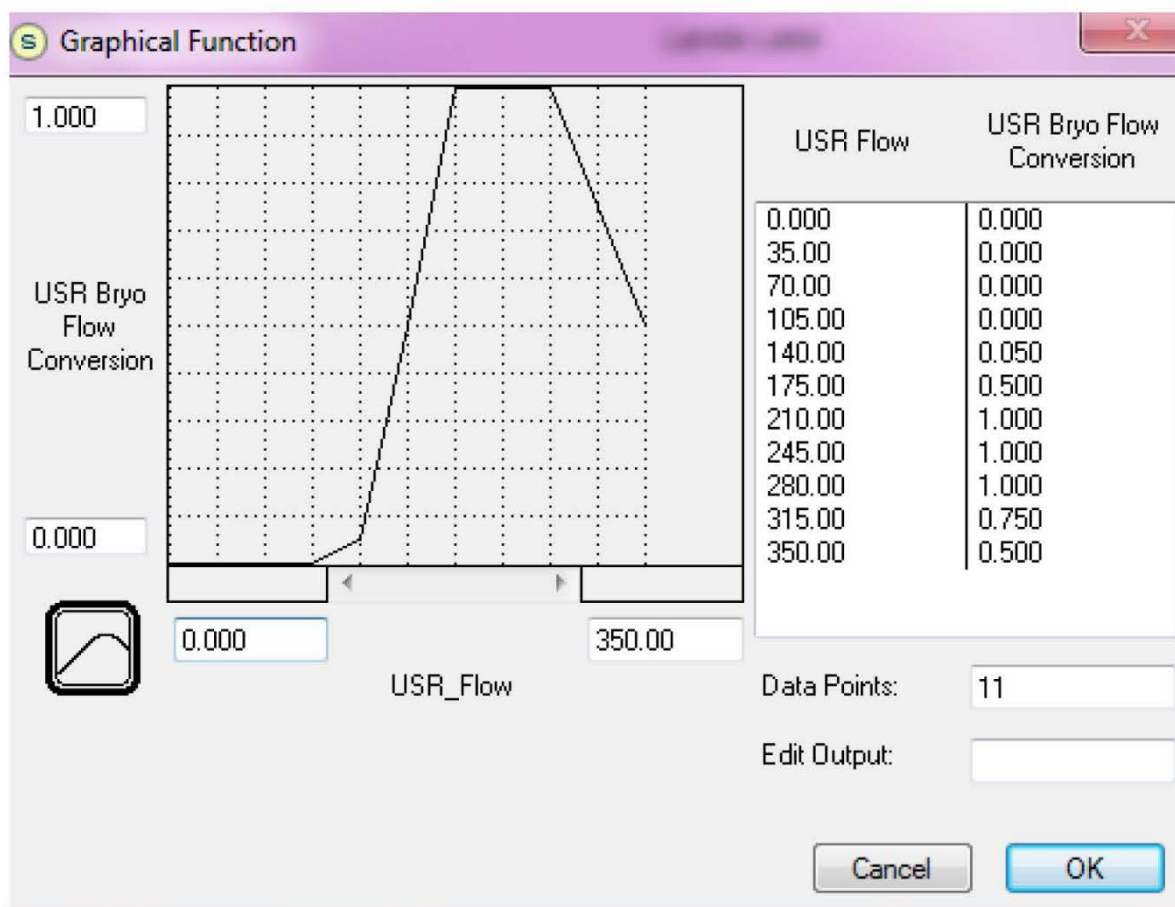 S Graphical Function
1.000
USR Bryo
Flow
Conversion
0.000
0.000
350.00
USR_Flow
USR Flow
USR Bryo Flow
Conversion
0.000 0.000
35.00 0.000
70.00 0.000
105.00 0.000
140.00 0.050
175.00 0.500
210.00 1.000
245.00 1.000
280.00 1.000
315.00 0.750
350.00 0.500
Data Points: 11
Edit Output:
Cancel OK